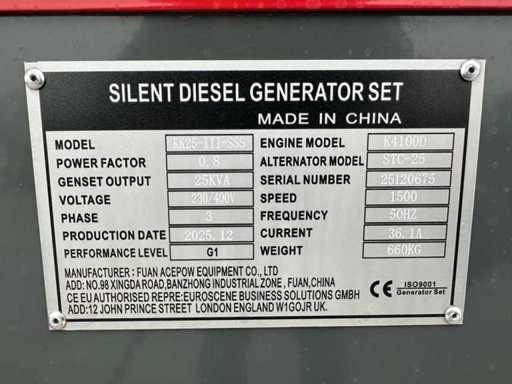 SILENT DIESEL GENERATOR SET
MADE IN CHINA
MODEL KK25-III-SSS ENGINE MODEL K4100D
POWER FACTOR 0.8 ALTERNATOR MODEL STC-25
GENSET OUTPUT 25KVA SERIAL NUMBER 25120675
VOLTAGE 230/400V SPEED 1500
PHASE 3 FREQUENCY 50HZ
PRODUCTION DATE 2025.12 CURRENT 36.1A
PERFORMANCE LEVEL G1 WEIGHT 660KG
MANUFACTURER : FUAN ACEPOW EQUIPMENT CO., LTD
ADD: NO.98 XINGDA ROAD,BANZHONG INDUSTRIAL ZONE , FUAN,CHINA
CE EU AUTHORISED REPRE:EUROSCENE BUSINESS SOLUTIONS GMBH
ADD:12 JOHN PRINCE STREET LONDON ENGLAND W1GOJR UK.
CE ISO9001
Generator Set